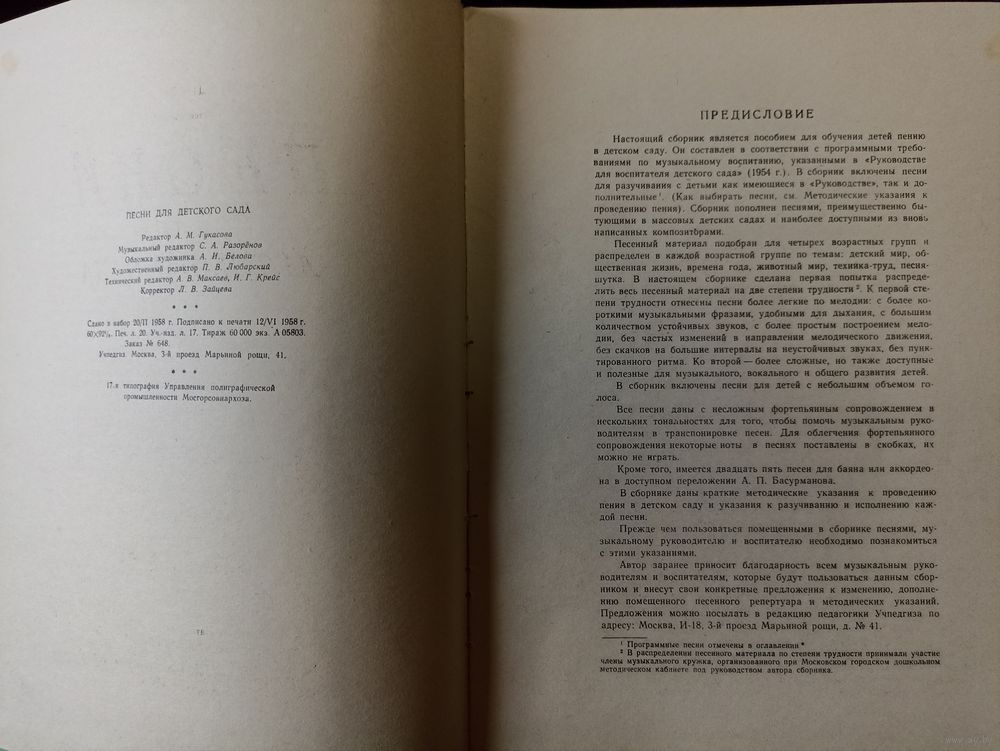 ПЕСНИ ДЛЯ ДЕТСКОГО САДА
Редактор А. М. Гукасова
Музыкальный редактор С. А. Разорёнов
Обложка художника А. И. Белова
Художественный редактор П. В. Любарский
Технический редактор А. В. Максаев, И. Г. Крейс
Корректор Л. В. Зайцева
* * *
Сдано в набор 20/II 1958 г. Подписано к печати 12/VI 1958 г.
60×92¹/₁₆. Печ. л. 20. Уч.-изд. л. 17. Тираж 60 000 экз. А 05803.
Заказ № 648.
Учпедгиз. Москва, 3-й проезд Марьиной рощи, 41.
* * *
17-я типография Управления полиграфической
промышленности Мосгорсовнархоза.
ПРЕДИСЛОВИЕ
Настоящий сборник является пособием для обучения детей пению
в детском саду. Он составлен в соответствии с программными требо-
ваниями по музыкальному воспитанию, указанными в «Руководстве
для воспитателя детского сада» (1954 г.). В сборник включены песни
для разучивания с детьми как имеющиеся в «Руководстве», так и до-
полнительные¹. (Как выбирать песни, см. Методические указания к
проведению пения). Сборник пополнен песнями, преимущественно бы-
тующими в массовых детских садах и наиболее доступными из вновь
написанных композиторами.
Песенный материал подобран для четырех возрастных групп и
распределен в каждой возрастной группе по темам: детский мир, об-
щественная жизнь, времена года, животный мир, техника-труд, песня-
шутка. В настоящем сборнике сделана первая попытка распреде-
лить весь песенный материал на две степени трудности². К первой сте-
пени трудности отнесены песни более легкие по мелодии: с более ко-
роткими музыкальными фразами, удобными для дыхания, с большим
количеством устойчивых звуков, с более простым построением мело-
дии, без частых изменений в направлении мелодического движения,
без скачков на большие интервалы на неустойчивых звуках, без пунк-
тированного ритма. Ко второй — более сложные, но также доступные
и полезные для музыкального, вокального и общего развития детей.
В сборник включены песни для детей с небольшим объемом го-
лоса.
Все песни даны с несложным фортепьянным сопровождением в
нескольких тональностях для того, чтобы помочь музыкальным руко-
водителям в транспонировке песен. Для облегчения фортепьянного
сопровождения некоторые ноты в песнях поставлены в скобках, их
можно не играть.
Кроме того, имеется двадцать пять песен для баяна или аккордео-
на в доступном переложении А. П. Басурманова.
В сборнике даны краткие методические указания к проведению
пения в детском саду и указания к разучиванию и исполнению каж-
дой песни.
Прежде чем пользоваться помещенными в сборнике песнями, му-
зыкальному руководителю и воспитателю необходимо познакомиться
с этими указаниями.
Автор заранее приносит благодарность всем музыкальным руко-
водителям и воспитателям, которые будут пользоваться данным сбор-
ником и внесут свои конкретные предложения к изменению, дополне-
нию помещенного песенного репертуара и методических указаний.
Предложения можно посылать в редакцию педагогики Учпедгиза по
адресу: Москва, И-18, 3-й проезд Марьиной рощи, д. № 41.
¹ Программные песни отмечены в оглавлении*
² В распределении песенного материала по степени трудности принимали участие
члены музыкального кружка, организованного при Московском городском дошкольном
методическом кабинете под руководством автора сборника.